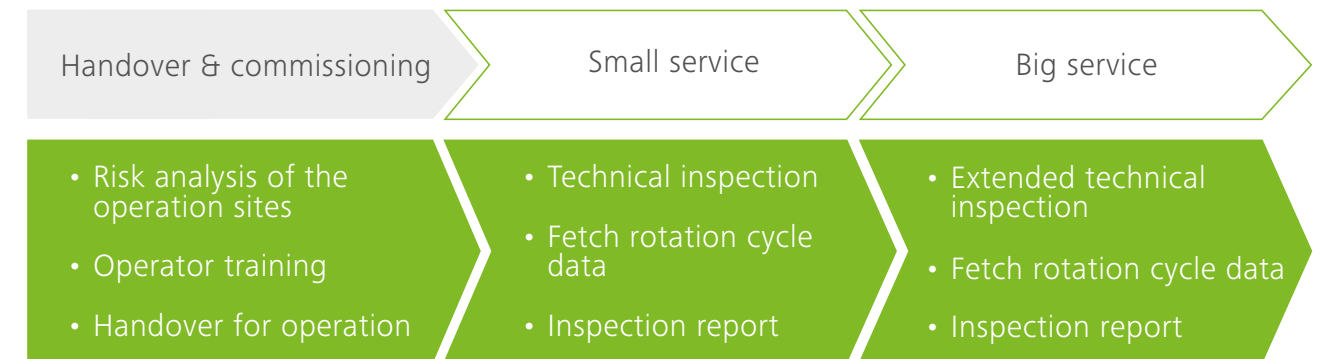 Handover & commissioning
Small service
Big service
• Risk analysis of the
operation sites
• Operator training
• Handover for operation
• Technical inspection
• Fetch rotation cycle
data
• Inspection report
• Extended technical
inspection
• Fetch rotation cycle data
• Inspection report